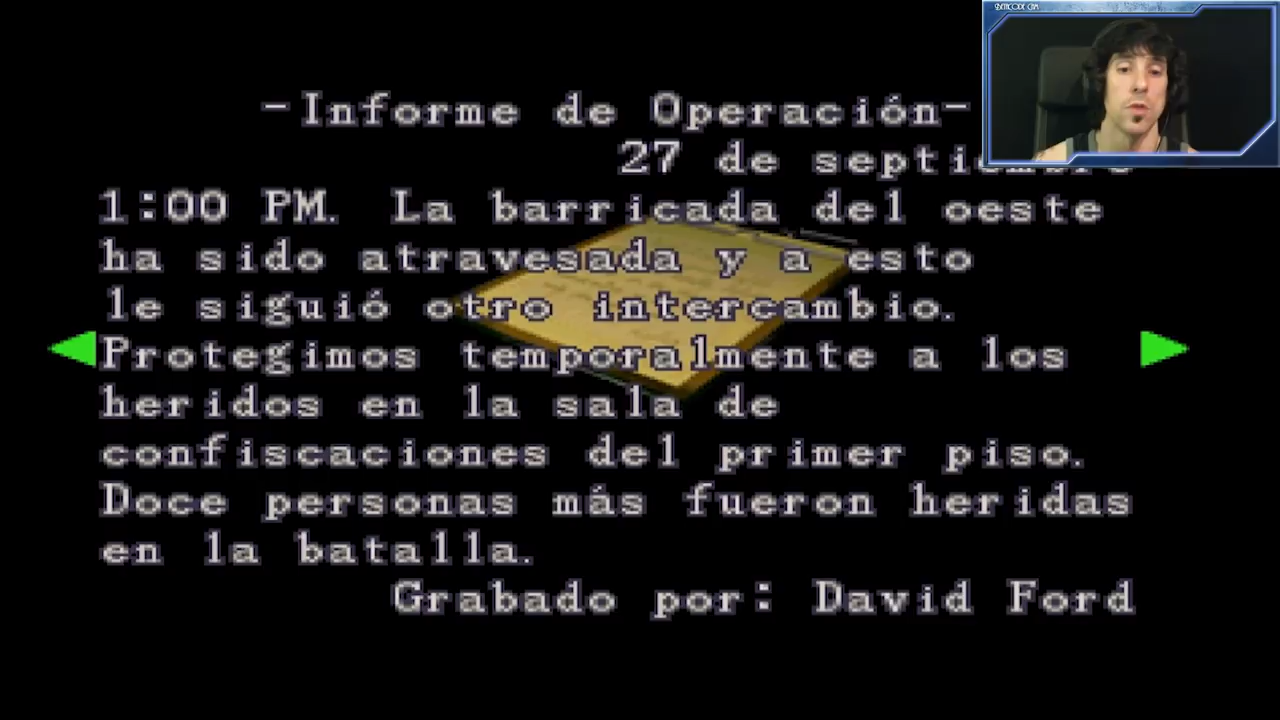 -Informe de Operación-
27 de septiembre
1:00 PM. La barricada del oeste
ha sido atravesada y a esto
le siguió otro intercambio.
Protegimos temporalmente a los
heridos en la sala de
confiscaciones del primer piso.
Doce personas más fueron heridas
en la batalla.
Grabado por: David Ford